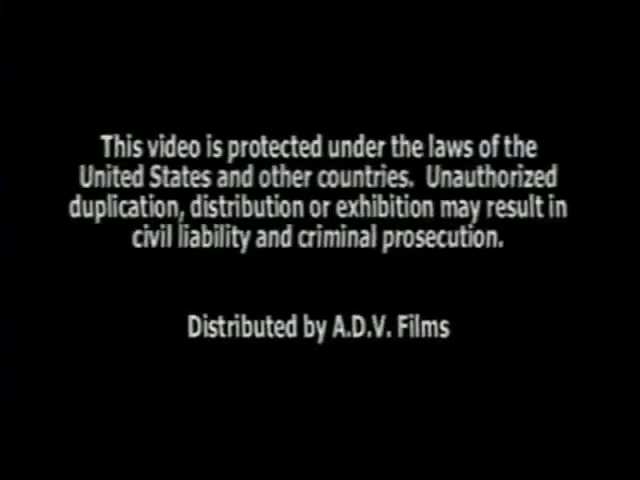 This video is protected under the laws of the
United States and other countries.  Unauthorized
duplication, distribution or exhibition may result in
civil liability and criminal prosecution.
Distributed by A.D.V. Films